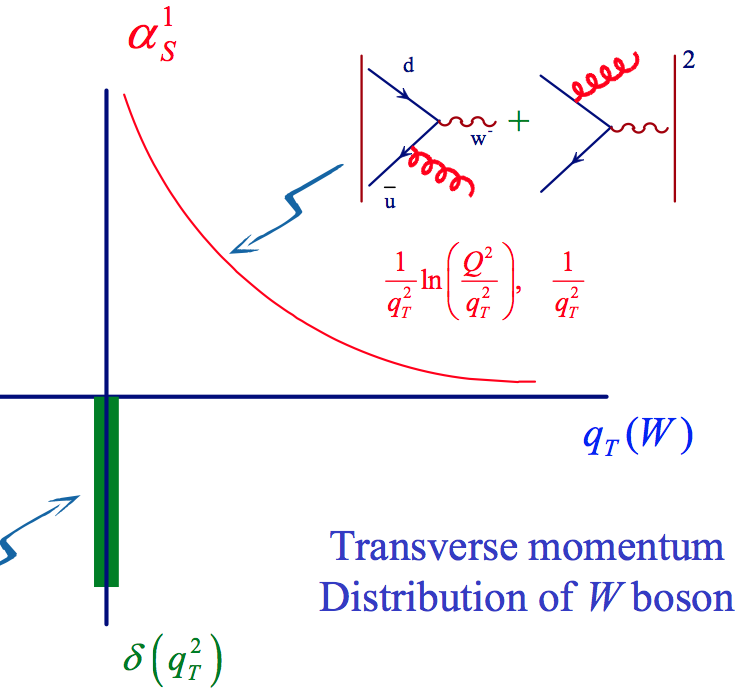 α_S^1
d
2
+
W^-
u̅
1/q_T^2 ln(Q^2/q_T^2), 1/q_T^2
q_T(W)
Transverse momentum
Distribution of W boson
δ(q_T^2)